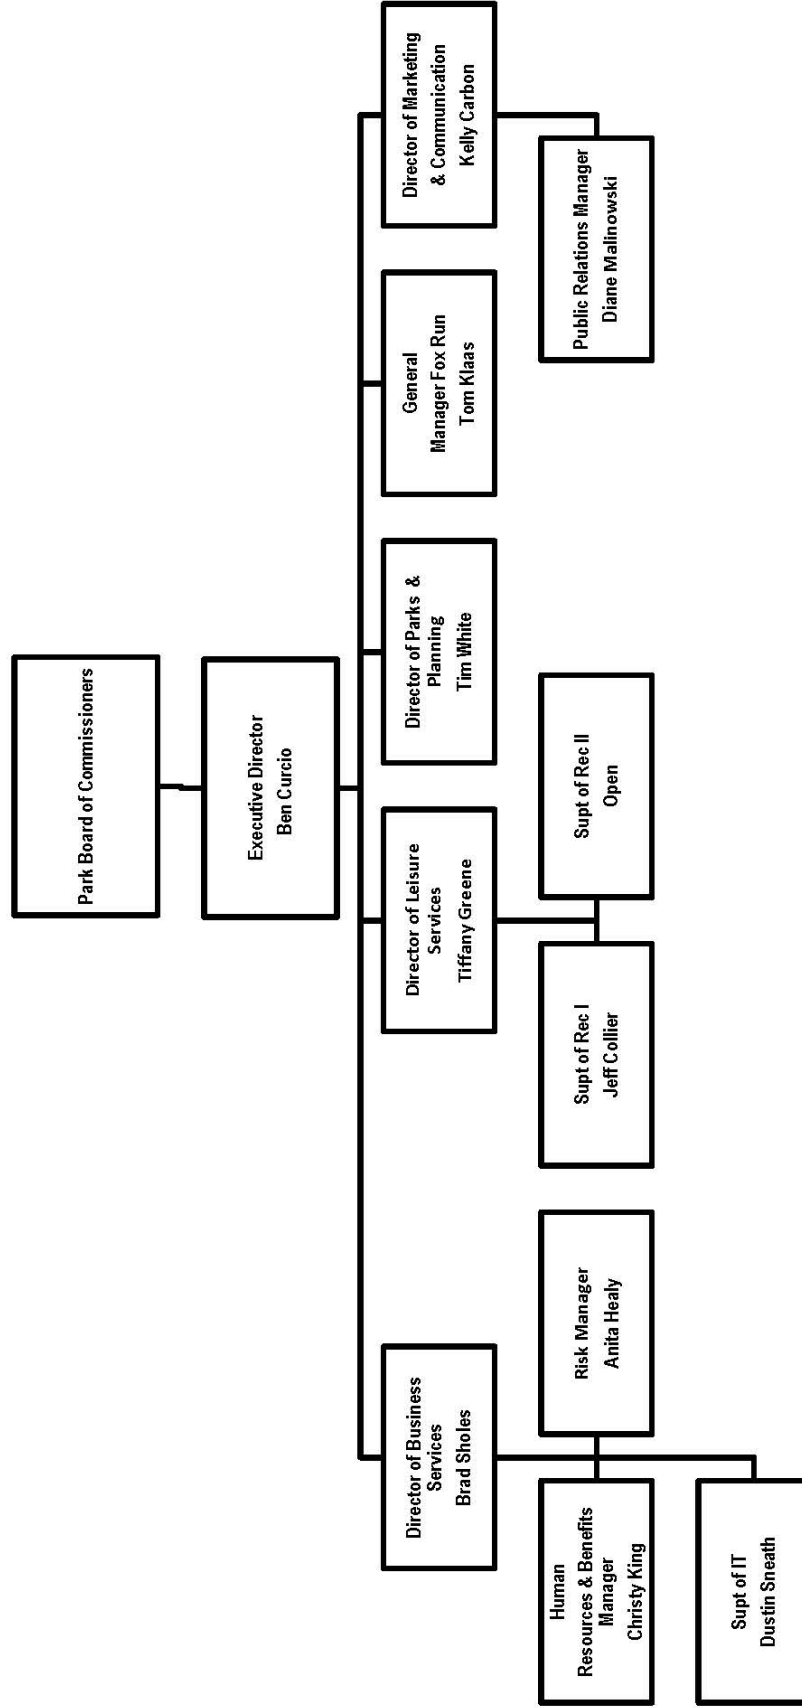 Park Board of Commissioners
Executive Director
Ben Curcio
Director of Business
Services
Brad Sholes
Director of Leisure
Services
Tiffany Greene
Director of Parks &
Planning
Tim White
General
Manager Fox Run
Tom Klaas
Director of Marketing
& Communication
Kelly Carbon
Human
Resources & Benefits
Manager
Christy King
Risk Manager
Anita Healy
Supt of Rec I
Jeff Collier
Supt of Rec II
Open
Public Relations Manager
Diane Malinowski
Supt of IT
Dustin Sneath